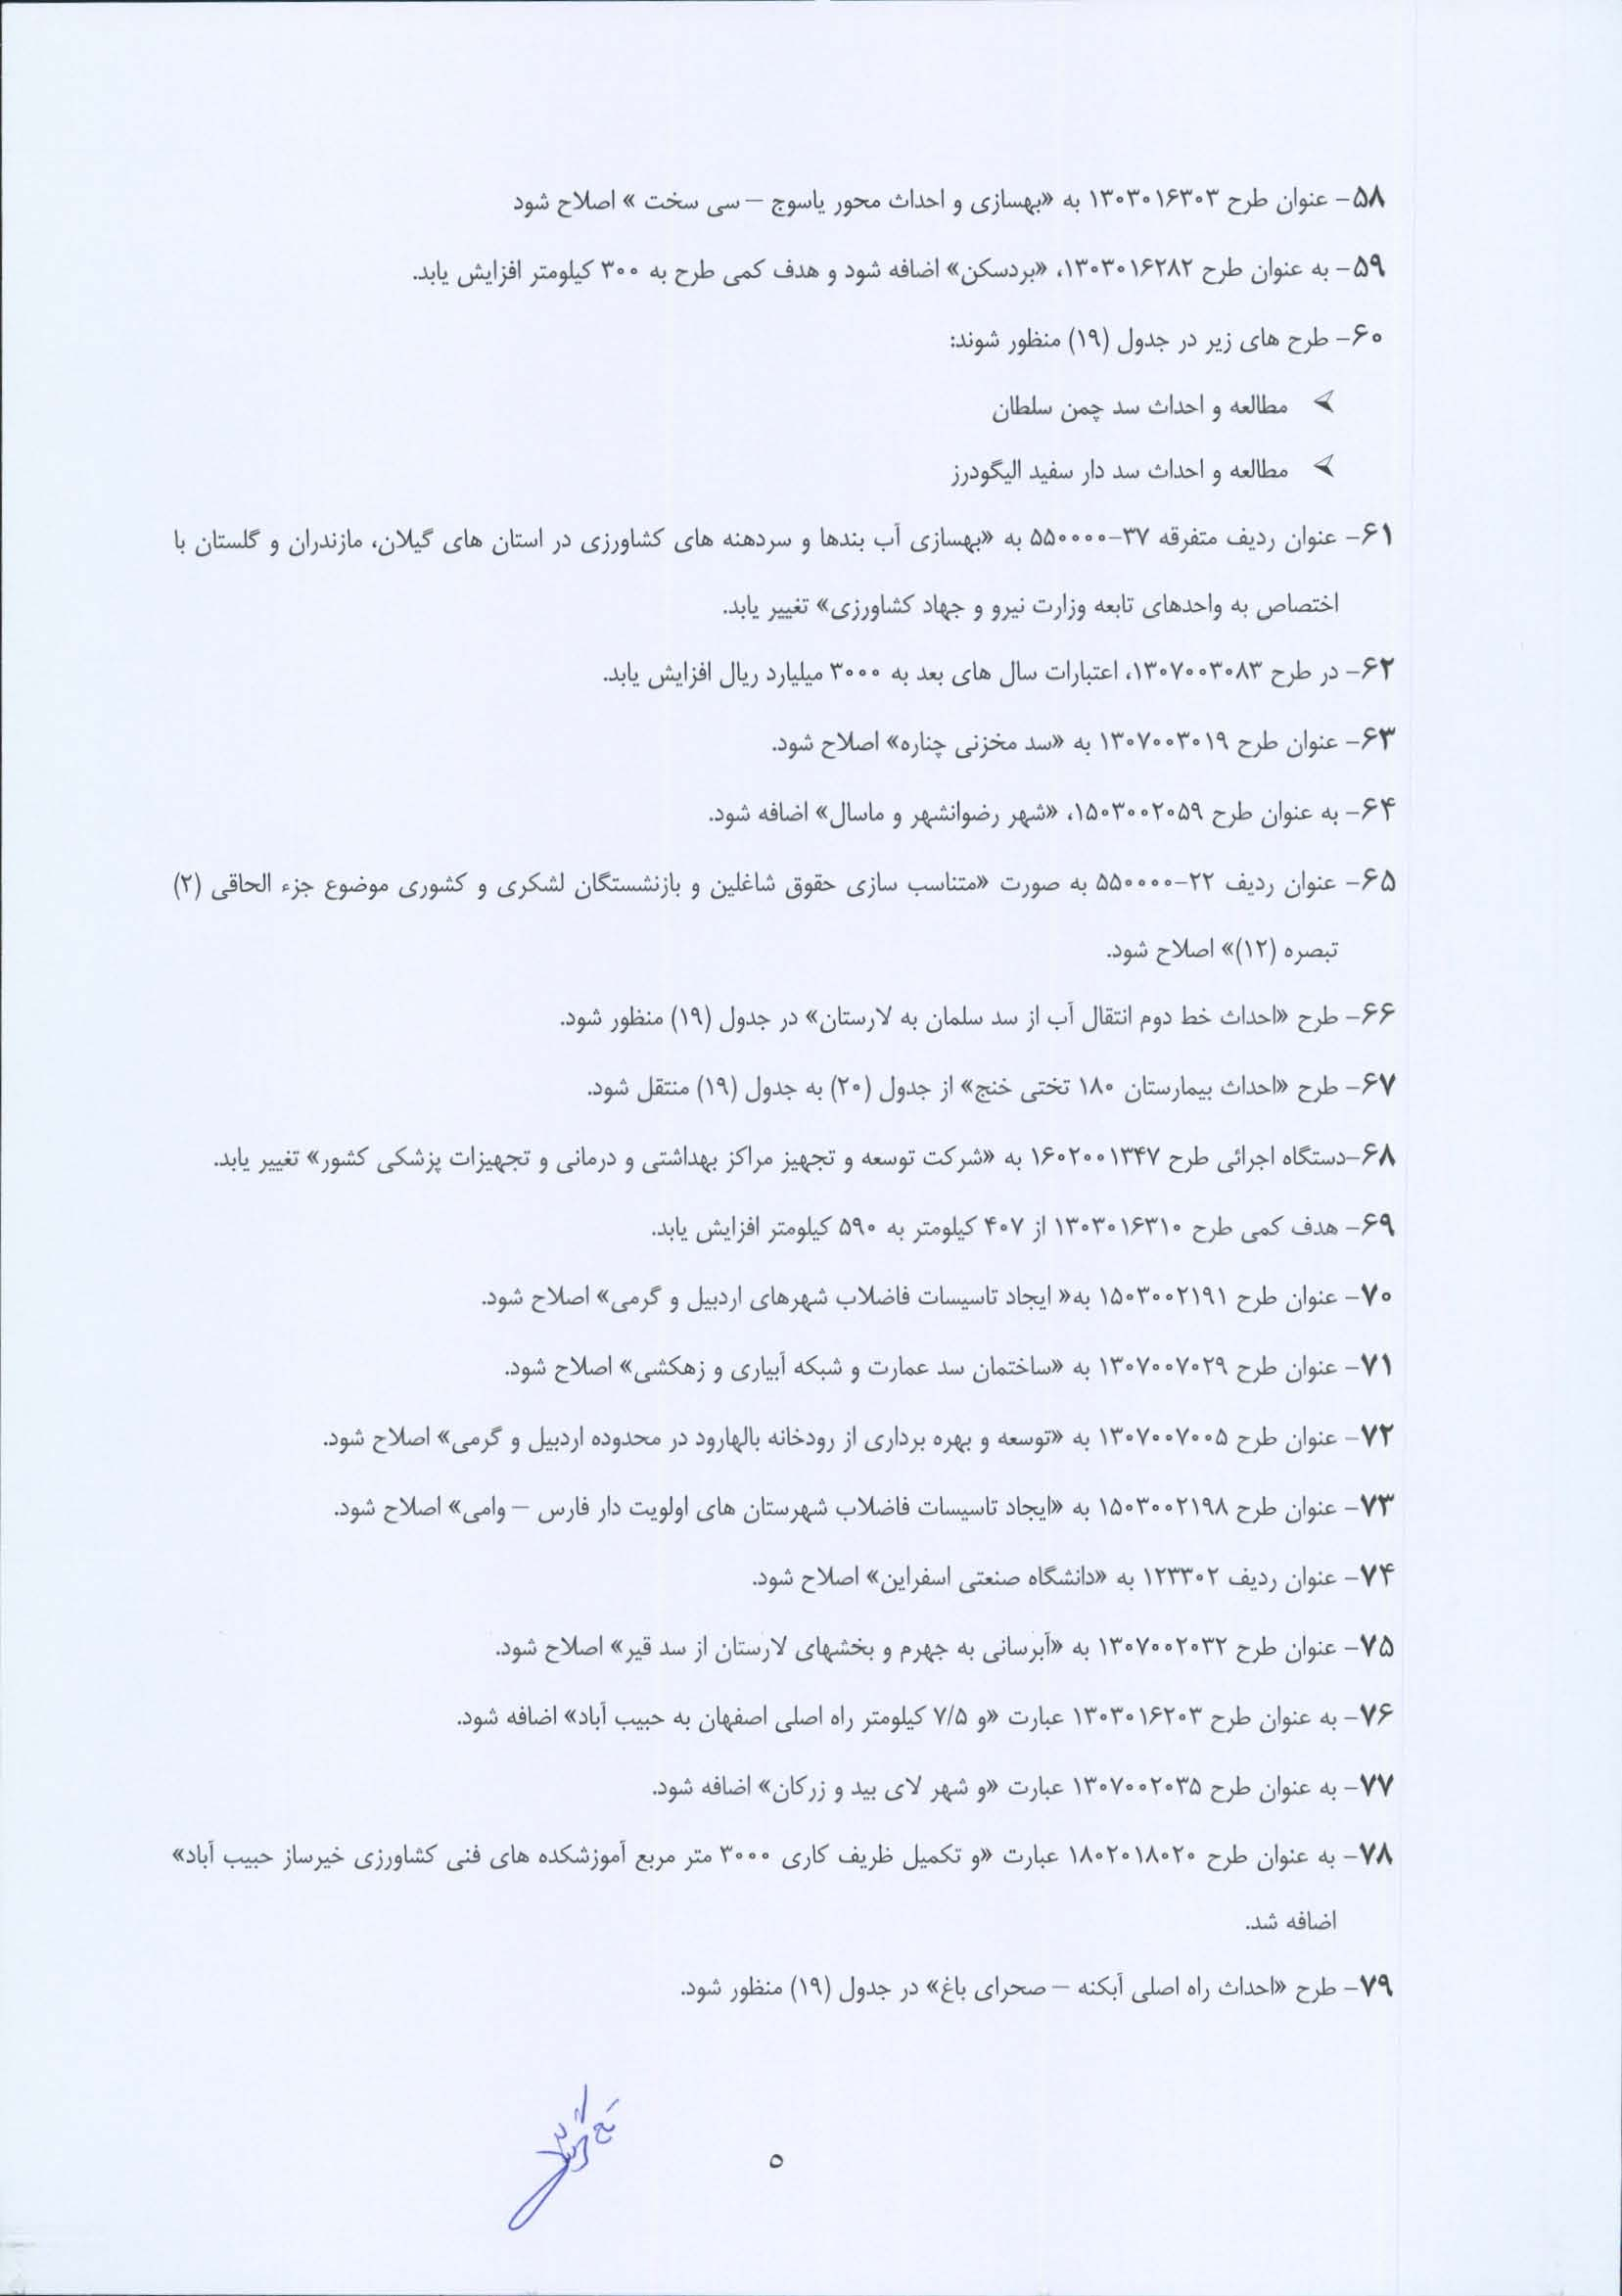 ۵۸- عنوان طرح ۱۳۰۳۰۱۶۳۰۳ به «بهسازی و احداث محور یاسوج – سی سخت » اصلاح شود
۵۹- به عنوان طرح ۱۳۰۳۰۱۶۲۸۲، «بردسکن» اضافه شود و هدف کمی طرح به ۳۰۰ کیلومتر افزایش یابد.
۶۰- طرح های زیر در جدول (۱۹) منظور شوند:
مطالعه و احداث سد چمن سلطان
مطالعه و احداث سد دار سفید الیگودرز
۶۱- عنوان ردیف متفرقه ۳۷-۵۵۰۰۰۰ به «بهسازی آب بندها و سردهنه های کشاورزی در استان های گیلان، مازندران و گلستان با
اختصاص به واحدهای تابعه وزارت نیرو و جهاد کشاورزی» تغییر یابد.
۶۲- در طرح ۱۳۰۷۰۰۳۰۸۳، اعتبارات سال های بعد به ۳۰۰۰ میلیارد ریال افزایش یابد.
۶۳- عنوان طرح ۱۳۰۷۰۰۳۰۱۹ به «سد مخزنی چناره» اصلاح شود.
۶۴- به عنوان طرح ۱۵۰۳۰۰۲۰۵۹، «شهر رضوانشهر و ماسال» اضافه شود.
۶۵- عنوان ردیف ۲۲-۵۵۰۰۰۰ به صورت «متناسب سازی حقوق شاغلین و بازنشستگان لشکری و کشوری موضوع جزء الحاقی (۲)
تبصره (۱۲)» اصلاح شود.
۶۶- طرح «احداث خط دوم انتقال آب از سد سلمان به لارستان» در جدول (۱۹) منظور شود.
۶۷- طرح «احداث بیمارستان ۱۸۰ تختی خنج» از جدول (۲۰) به جدول (۱۹) منتقل شود.
۶۸-دستگاه اجرائی طرح ۱۶۰۲۰۰۱۳۴۷ به «شرکت توسعه و تجهیز مراکز بهداشتی و درمانی و تجهیزات پزشکی کشور» تغییر یابد.
۶۹- هدف کمی طرح ۱۳۰۳۰۱۶۳۱۰ از ۴۰۷ کیلومتر به ۵۹۰ کیلومتر افزایش یابد.
۷۰- عنوان طرح ۱۵۰۳۰۰۲۱۹۱ به« ایجاد تاسیسات فاضلاب شهرهای اردبیل و گرمی» اصلاح شود.
۷۱- عنوان طرح ۱۳۰۷۰۰۷۰۲۹ به «ساختمان سد عمارت و شبکه آبیاری و زهکشی» اصلاح شود.
۷۲- عنوان طرح ۱۳۰۷۰۰۷۰۰۵ به «توسعه و بهره برداری از رودخانه بالهارود در محدوده اردبیل و گرمی» اصلاح شود.
۷۳- عنوان طرح ۱۵۰۳۰۰۲۱۹۸ به «ایجاد تاسیسات فاضلاب شهرستان های اولویت دار فارس – وامی» اصلاح شود.
۷۴- عنوان ردیف ۱۲۳۳۰۲ به «دانشگاه صنعتی اسفراین» اصلاح شود.
۷۵- عنوان طرح ۱۳۰۷۰۰۲۰۳۲ به «آبرسانی به جهرم و بخشهای لارستان از سد قیر» اصلاح شود.
۷۶- به عنوان طرح ۱۳۰۳۰۱۶۲۰۳ عبارت «و ۷/۵ کیلومتر راه اصلی اصفهان به حبیب آباد» اضافه شود.
۷۷- به عنوان طرح ۱۳۰۷۰۰۲۰۳۵ عبارت «و شهر لای بید و زرکان» اضافه شود.
۷۸- به عنوان طرح ۱۸۰۲۰۱۸۰۲۰ عبارت «و تکمیل ظریف کاری ۳۰۰۰ متر مربع آموزشکده های فنی کشاورزی خیرساز حبیب آباد»
اضافه شد.
۷۹- طرح «احداث راه اصلی آبکنه – صحرای باغ» در جدول (۱۹) منظور شود.
۵